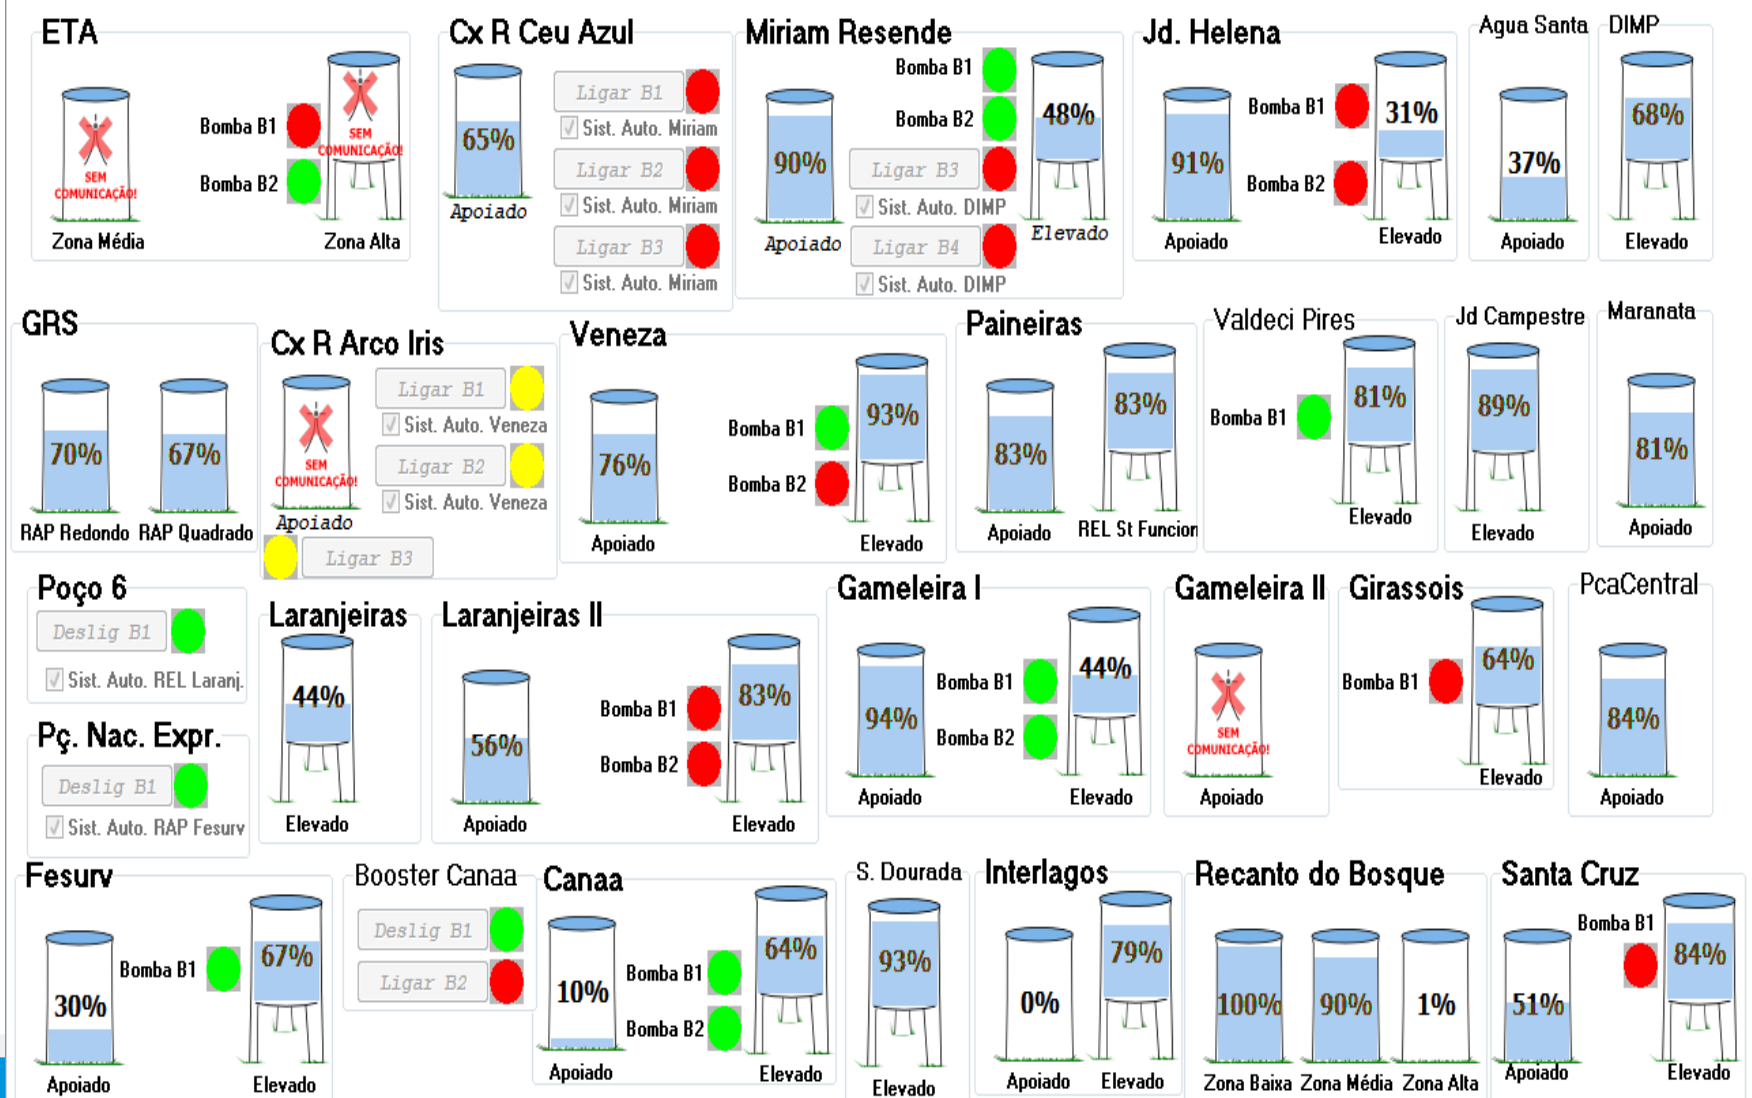 ETA
SEM
COMUNICAÇÃO!
Zona Média
Bomba B1
Bomba B2
SEM
COMUNICAÇÃO!
Zona Alta
Cx R Ceu Azul
65%
Apoiado
Ligar B1
Sist. Auto. Miriam
Ligar B2
Sist. Auto. Miriam
Ligar B3
Sist. Auto. Miriam
Miriam Resende
90%
Apoiado
Bomba B1
Bomba B2
Ligar B3
Sist. Auto. DIMP
Ligar B4
Sist. Auto. DIMP
48%
Elevado
Jd. Helena
91%
Apoiado
Bomba B1
Bomba B2
31%
Elevado
Agua Santa
37%
Apoiado
DIMP
68%
Elevado
GRS
70%
RAP Redondo
67%
RAP Quadrado
Cx R Arco Iris
SEM
COMUNICAÇÃO!
Apoiado
Ligar B1
Sist. Auto. Veneza
Ligar B2
Sist. Auto. Veneza
Ligar B3
Veneza
76%
Apoiado
Bomba B1
Bomba B2
93%
Elevado
Paineiras
83%
Apoiado
83%
REL St Funcion
Valdeci Pires
Bomba B1
81%
Elevado
Jd Campestre
89%
Elevado
Maranata
81%
Apoiado
Poço 6
Deslig B1
Sist. Auto. REL Laranj.
Pç. Nac. Expr.
Deslig B1
Sist. Auto. RAP Fesurv
Laranjeiras
44%
Elevado
Laranjeiras II
56%
Apoiado
Bomba B1
Bomba B2
83%
Elevado
Gameleira I
94%
Apoiado
Bomba B1
Bomba B2
44%
Elevado
Gameleira II
SEM
COMUNICAÇÃO!
Apoiado
Girassois
Bomba B1
64%
Elevado
PcaCentral
84%
Apoiado
Fesurv
30%
Apoiado
Bomba B1
67%
Elevado
Booster Canaa
Deslig B1
Ligar B2
Canaa
10%
Apoiado
Bomba B1
Bomba B2
64%
Elevado
S. Dourada
93%
Elevado
Interlagos
0%
Apoiado
79%
Elevado
Recanto do Bosque
100%
Zona Baixa
90%
Zona Média
1%
Zona Alta
Santa Cruz
51%
Apoiado
Bomba B1
84%
Elevado